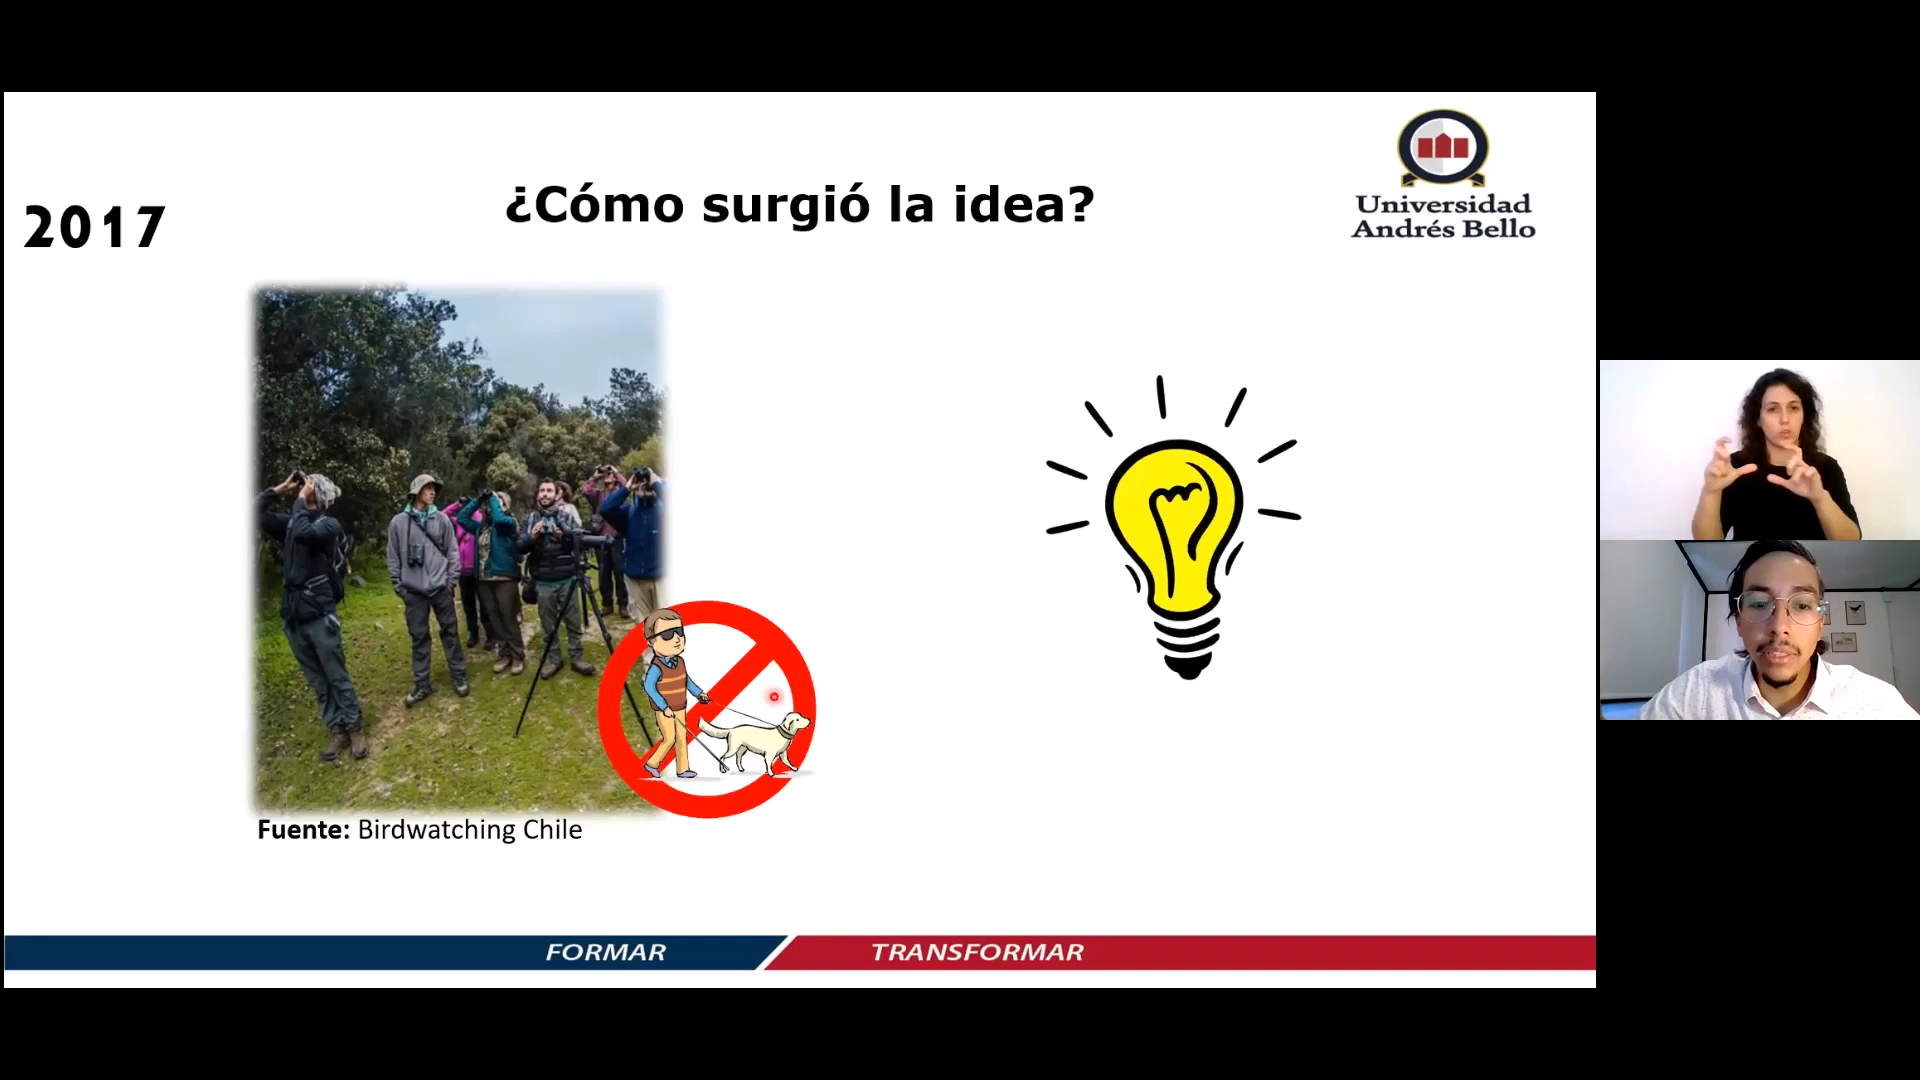 2017
¿Cómo surgió la idea?
Universidad
Andrés Bello
Fuente: Birdwatching Chile
FORMAR
TRANSFORMAR